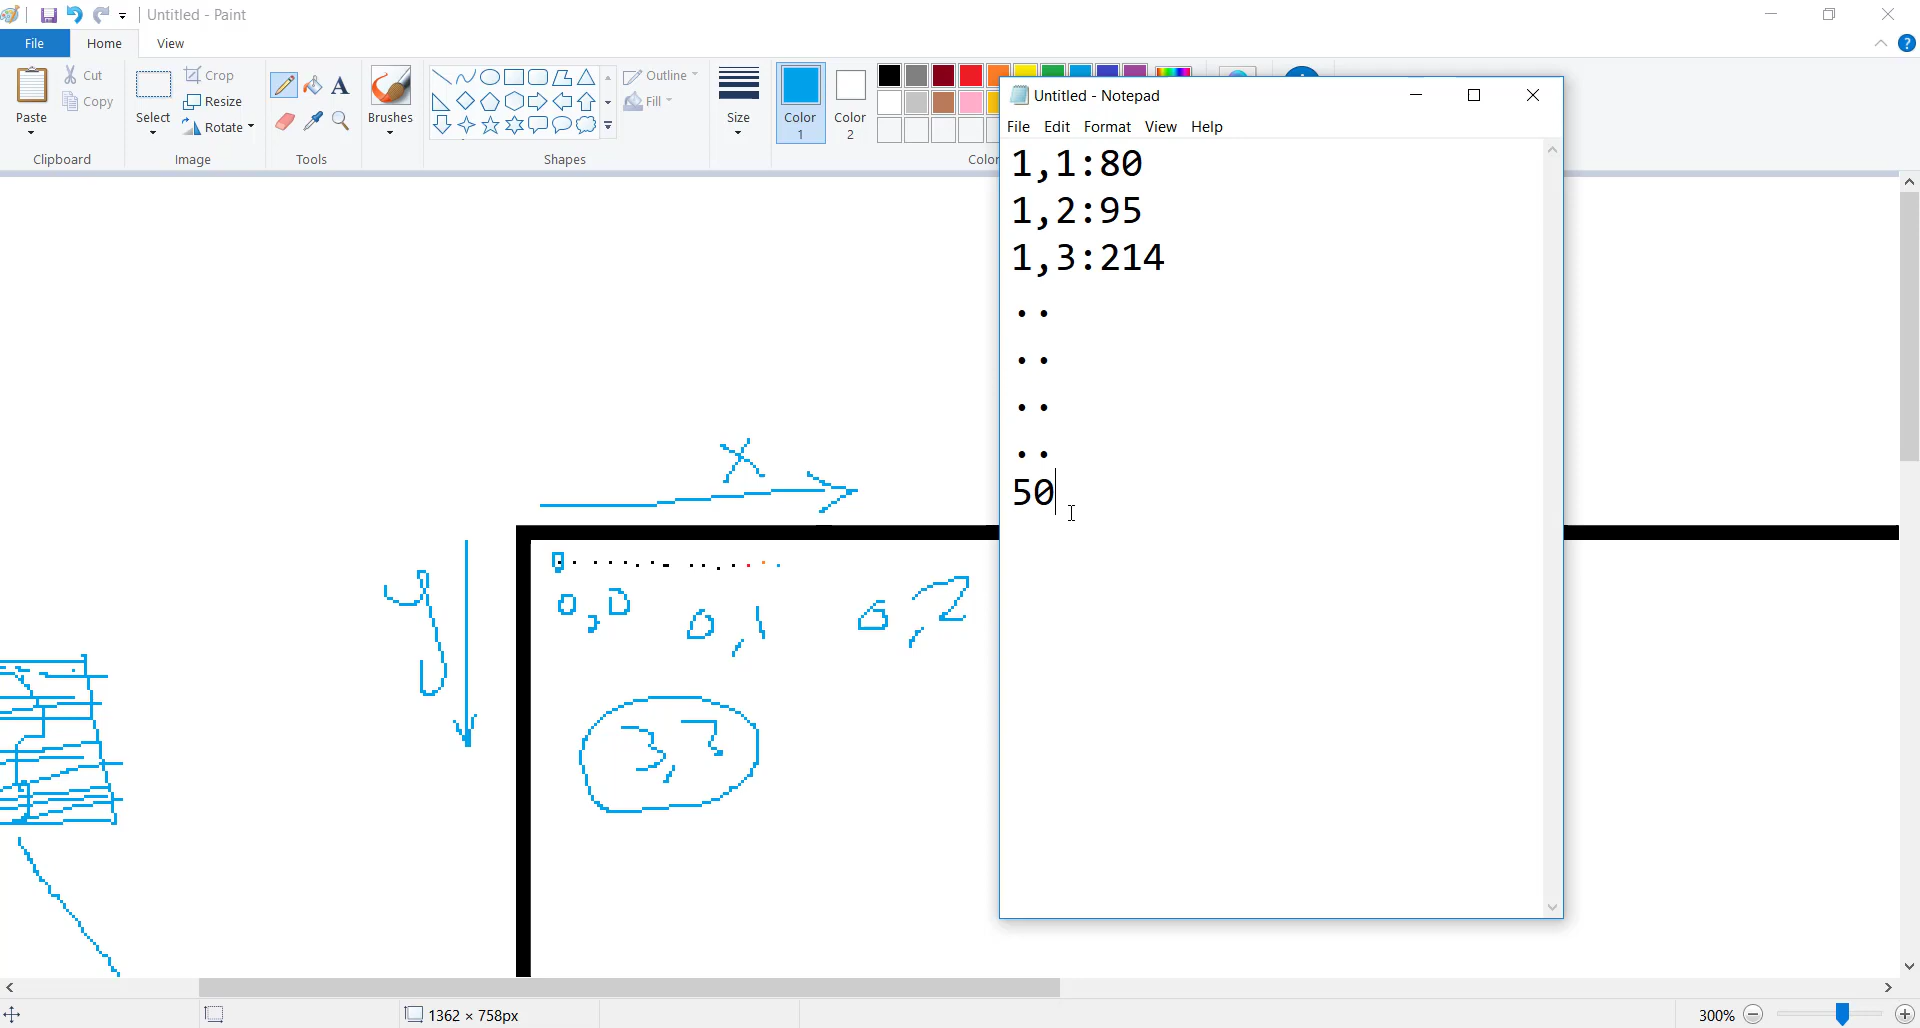 Untitled - Paint
File Home View
Paste
Cut
Copy
Clipboard
Select
Crop
Resize
Rotate
Image
Tools
Brushes
Shapes
Outline
Fill
Size
Color 1
Color 2
Untitled - Notepad
File Edit Format View Help
1,1:80
1,2:95
1,3:214
..
..
..
..
50
x
y
0,0 0,1 0,2
1362 × 758px
300%